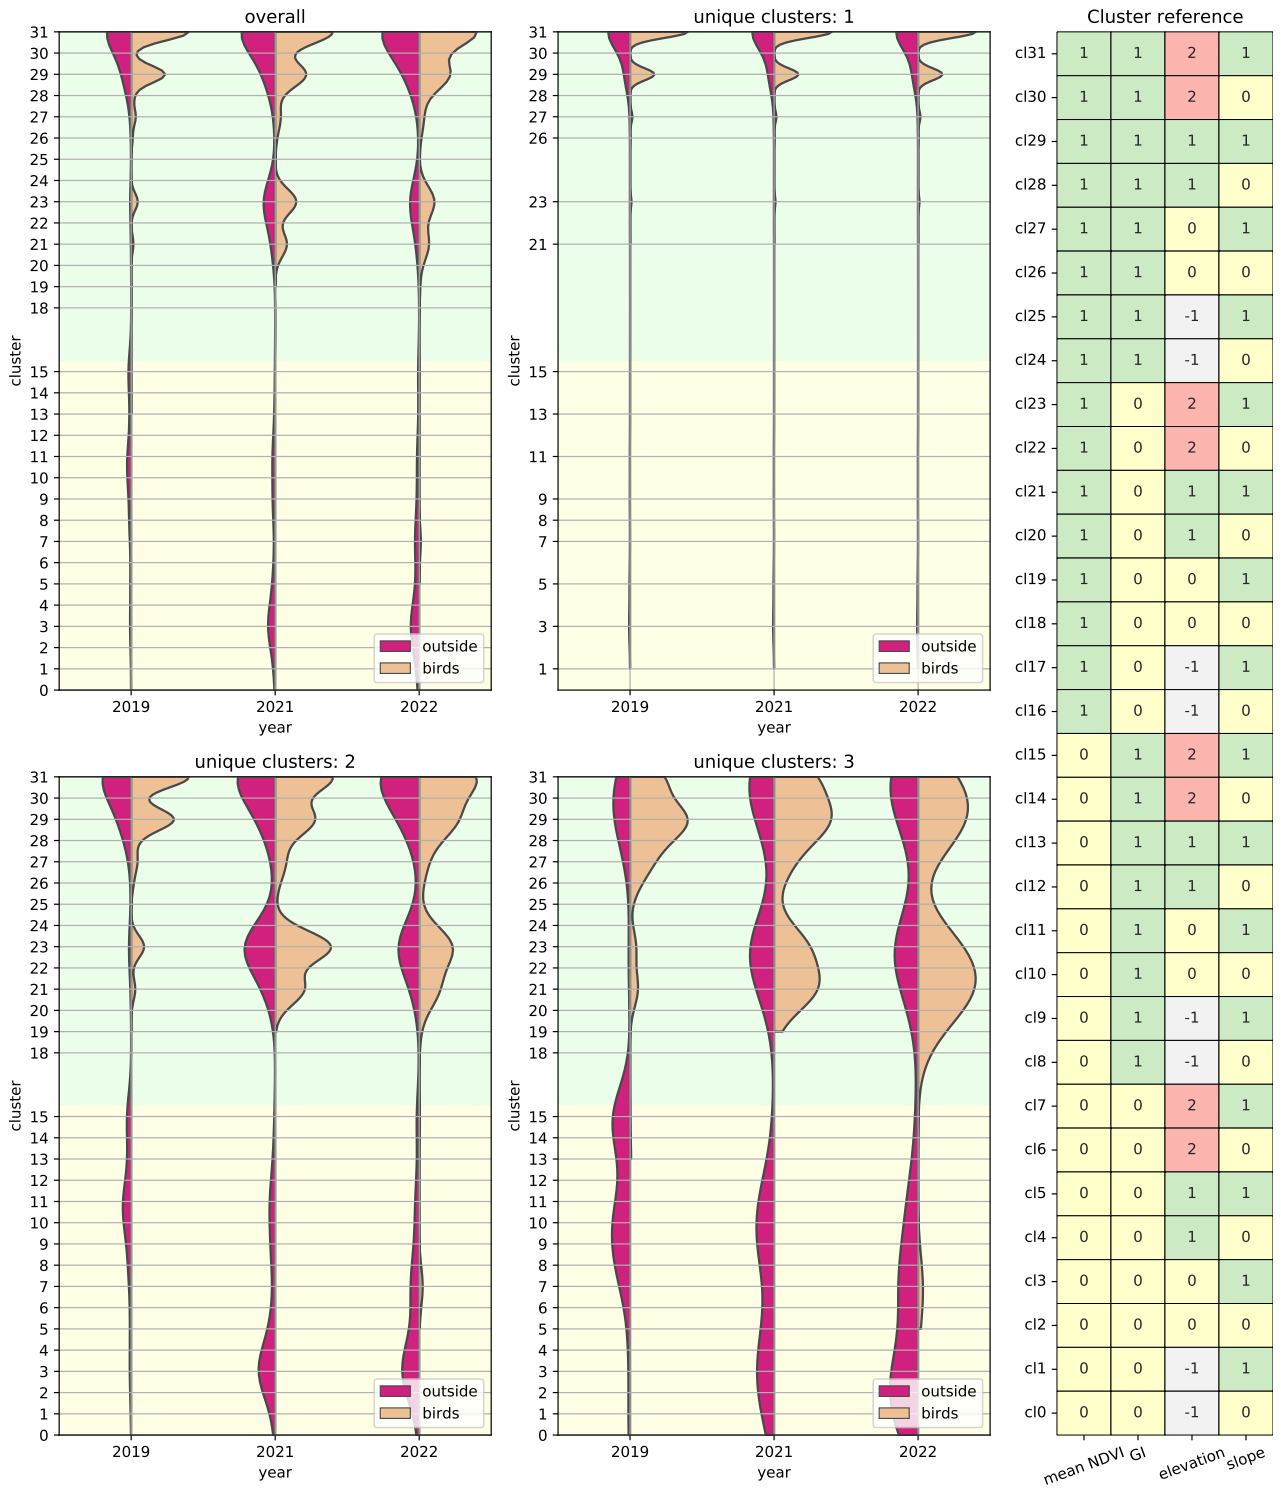 overall
31
30
29
28
27
26
25
24
23
22
21
20
19
18
15
14
13
12
11
10
9
8
7
6
5
4
3
2
1
0
cluster
outside
birds
2019 2021 2022
year
unique clusters: 1
31
30
29
28
27
26
23
21
15
13
11
9
8
7
5
3
1
cluster
outside
birds
2019 2021 2022
year
unique clusters: 2
31
30
29
28
27
26
25
24
23
22
21
20
19
18
15
14
13
12
11
10
9
8
7
6
5
4
3
2
1
0
cluster
outside
birds
2019 2021 2022
year
unique clusters: 3
31
30
29
28
27
26
25
24
23
22
21
20
19
18
15
14
13
12
11
10
9
8
7
6
5
4
3
2
1
0
cluster
outside
birds
2019 2021 2022
year
Cluster reference
cl31 1 1 2 1
cl30 1 1 2 0
cl29 1 1 1 1
cl28 1 1 1 0
cl27 1 1 0 1
cl26 1 1 0 0
cl25 1 1 -1 1
cl24 1 1 -1 0
cl23 1 0 2 1
cl22 1 0 2 0
cl21 1 0 1 1
cl20 1 0 1 0
cl19 1 0 0 1
cl18 1 0 0 0
cl17 1 0 -1 1
cl16 1 0 -1 0
cl15 0 1 2 1
cl14 0 1 2 0
cl13 0 1 1 1
cl12 0 1 1 0
cl11 0 1 0 1
cl10 0 1 0 0
cl9 0 1 -1 1
cl8 0 1 -1 0
cl7 0 0 2 1
cl6 0 0 2 0
cl5 0 0 1 1
cl4 0 0 1 0
cl3 0 0 0 1
cl2 0 0 0 0
cl1 0 0 -1 1
cl0 0 0 -1 0
mean NDVI GI elevation slope